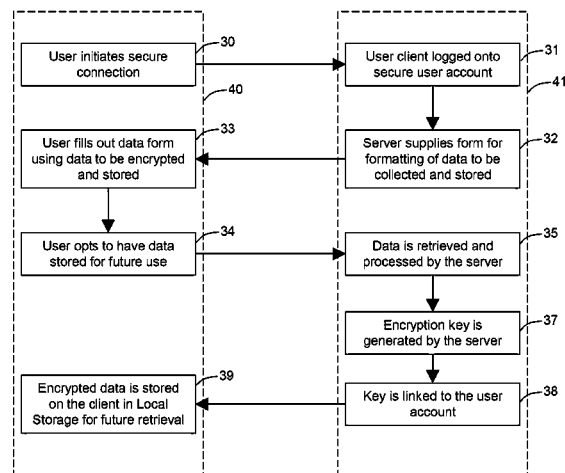 User initiates secure
connection
30
User client logged onto
secure user account
31
40
41
User fills out data form
using data to be encrypted
and stored
33
Server supplies form for
formatting of data to be
collected and stored
32
User opts to have data
stored for future use
34
Data is retrieved and
processed by the server
35
Encryption key is
generated by the server
37
Encrypted data is stored
on the client in Local
Storage for future retrieval
39
Key is linked to the user
account
38